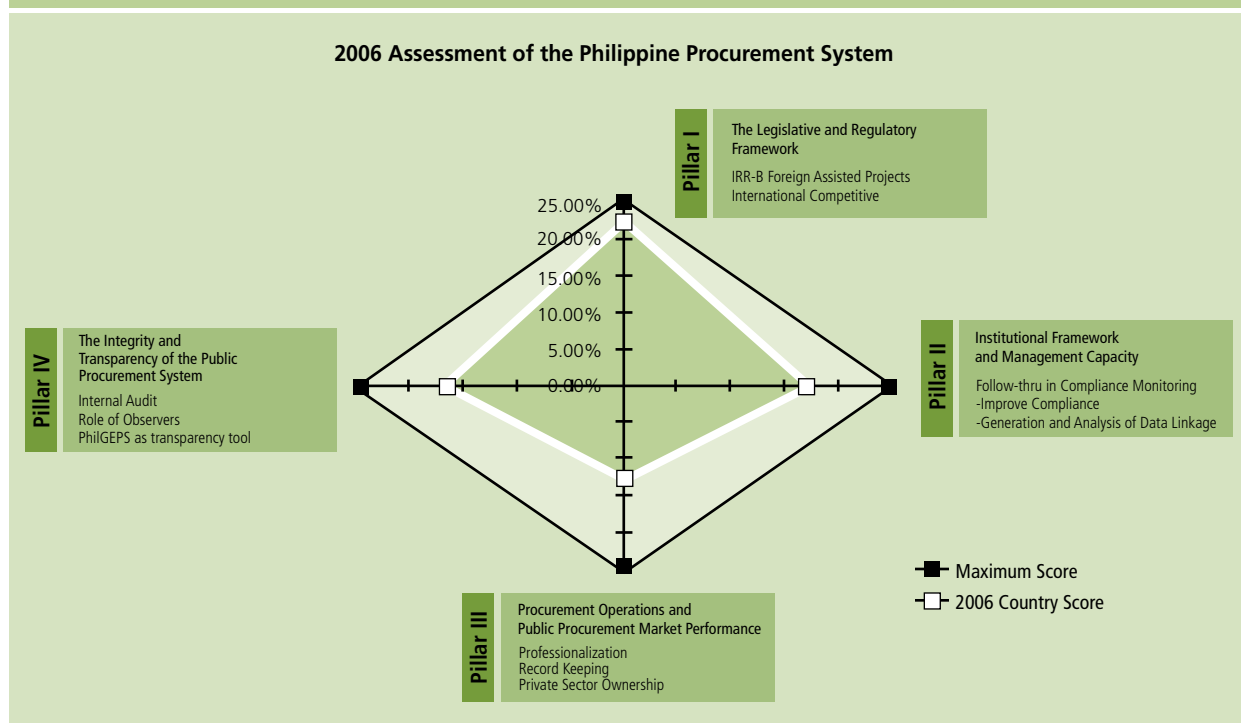 2006 Assessment of the Philippine Procurement System
Pillar I
The Legislative and Regulatory
Framework
IRR-B Foreign Assisted Projects
International Competitive
25.00%
20.00%
15.00%
10.00%
5.00%
0.00%
Pillar IV
The Integrity and
Transparency of the Public
Procurement System
Internal Audit
Role of Observers
PhilGEPS as transparency tool
Pillar II
Institutional Framework
and Management Capacity
Follow-thru in Compliance Monitoring
-Improve Compliance
-Generation and Analysis of Data Linkage
Maximum Score
2006 Country Score
Pillar III
Procurement Operations and
Public Procurement Market Performance
Professionalization
Record Keeping
Private Sector Ownership